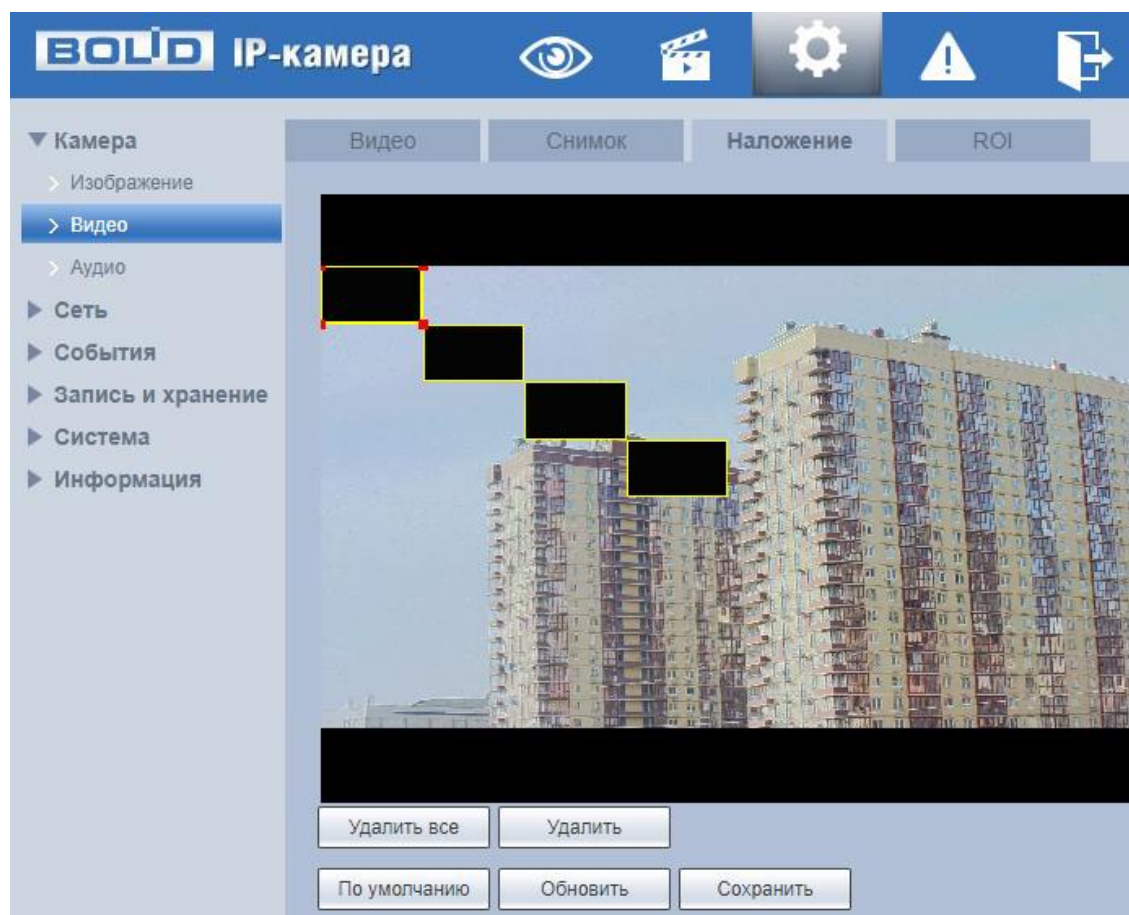 BOLID IP-камера
Камера
Изображение
Видео
Аудио
Сеть
События
Запись и хранение
Система
Информация
Видео Снимок Наложение ROI
Удалить все Удалить
По умолчанию Обновить Сохранить